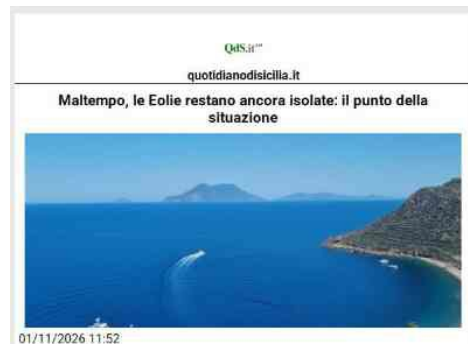 QdS.it
quotidianodisicilia.it
Maltempo, le Eolie restano ancora isolate: il punto della
situazione
01/11/2026 11:52